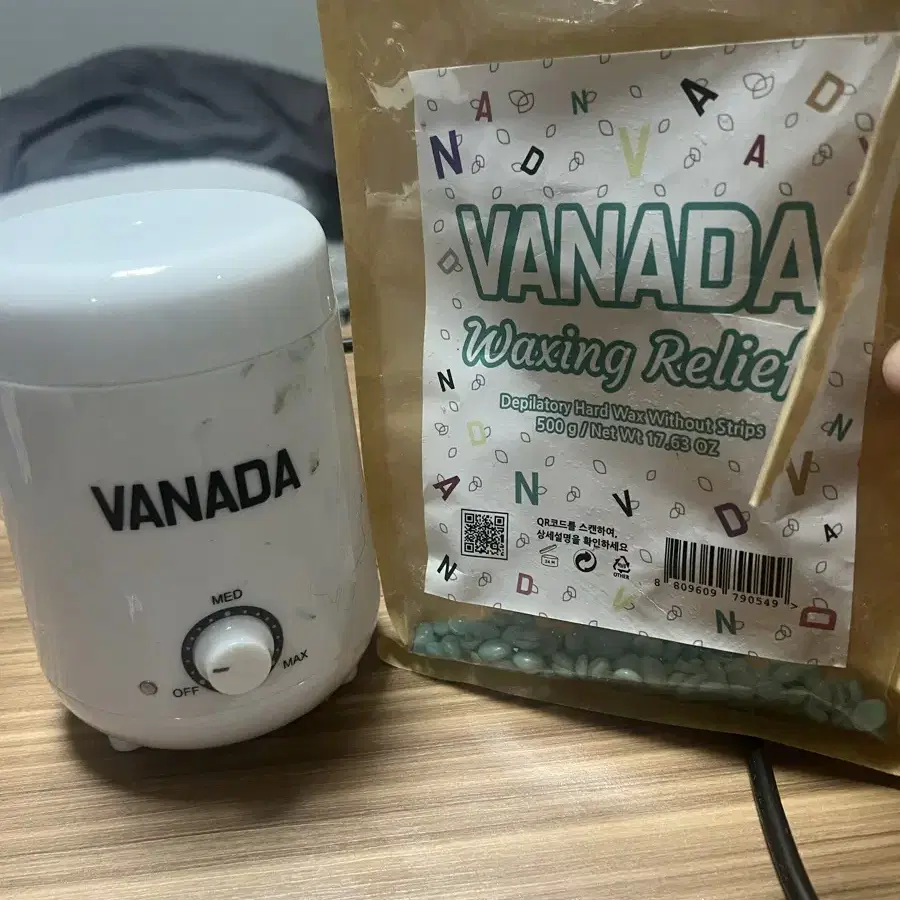 VANADA
MED
OFF
MAX
N A N V A D
N D V A
VANADA
Waxing Relief
Depilatory Hard Wax Without Strips
500 g / Net Wt 17.63 OZ
N
D
N
V
A N V D A
QR코드를 스캔하여,
상세설명을 확인하세요
24 M
OTHER
8 809609 790549 >
N D V N D